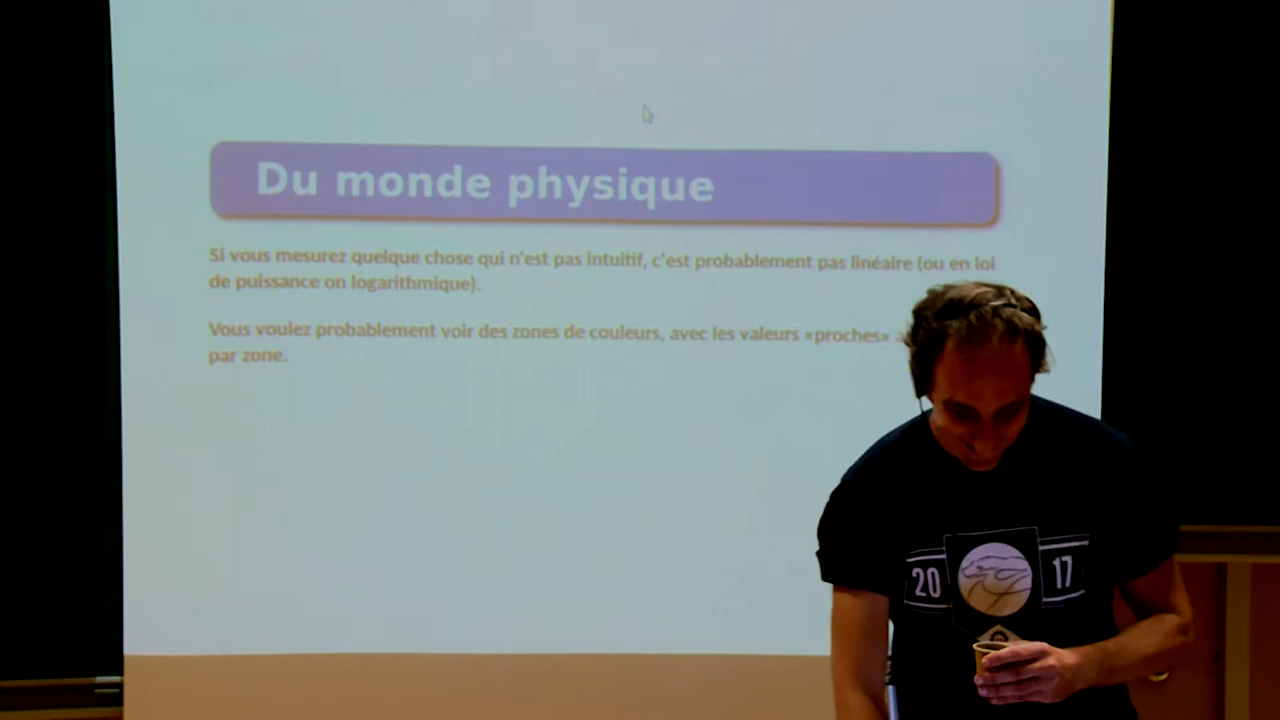 Du monde physique
Si vous mesurez quelque chose qui n'est pas intuitif, c'est probablement pas linéaire (ou en loi
de puissance on logarithmique).
Vous voulez probablement voir des zones de couleurs, avec les valeurs «proches»
par zone.
20 17